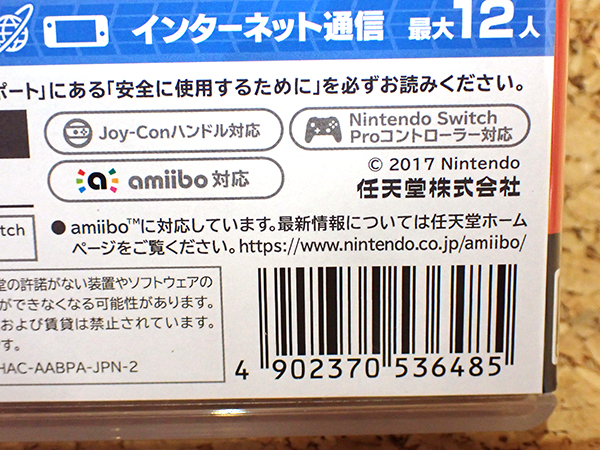 インターネット通信 最大12人
ポート」にある「安全に使用するために」を必ずお読みください。
Joy-Conハンドル対応
Nintendo Switch
Proコントローラー対応
amiibo 対応
© 2017 Nintendo
任天堂株式会社
● amiibo™に対応しています。最新情報については任天堂ホーム
ページをご覧ください。https://www.nintendo.co.jp/amiibo/
tch
堂の許諾がない装置やソフトウェアの
ができなくなる可能性があります。
および賃貸は禁止されています。
す。
HAC-AABPA-JPN-2
4 902370 536485